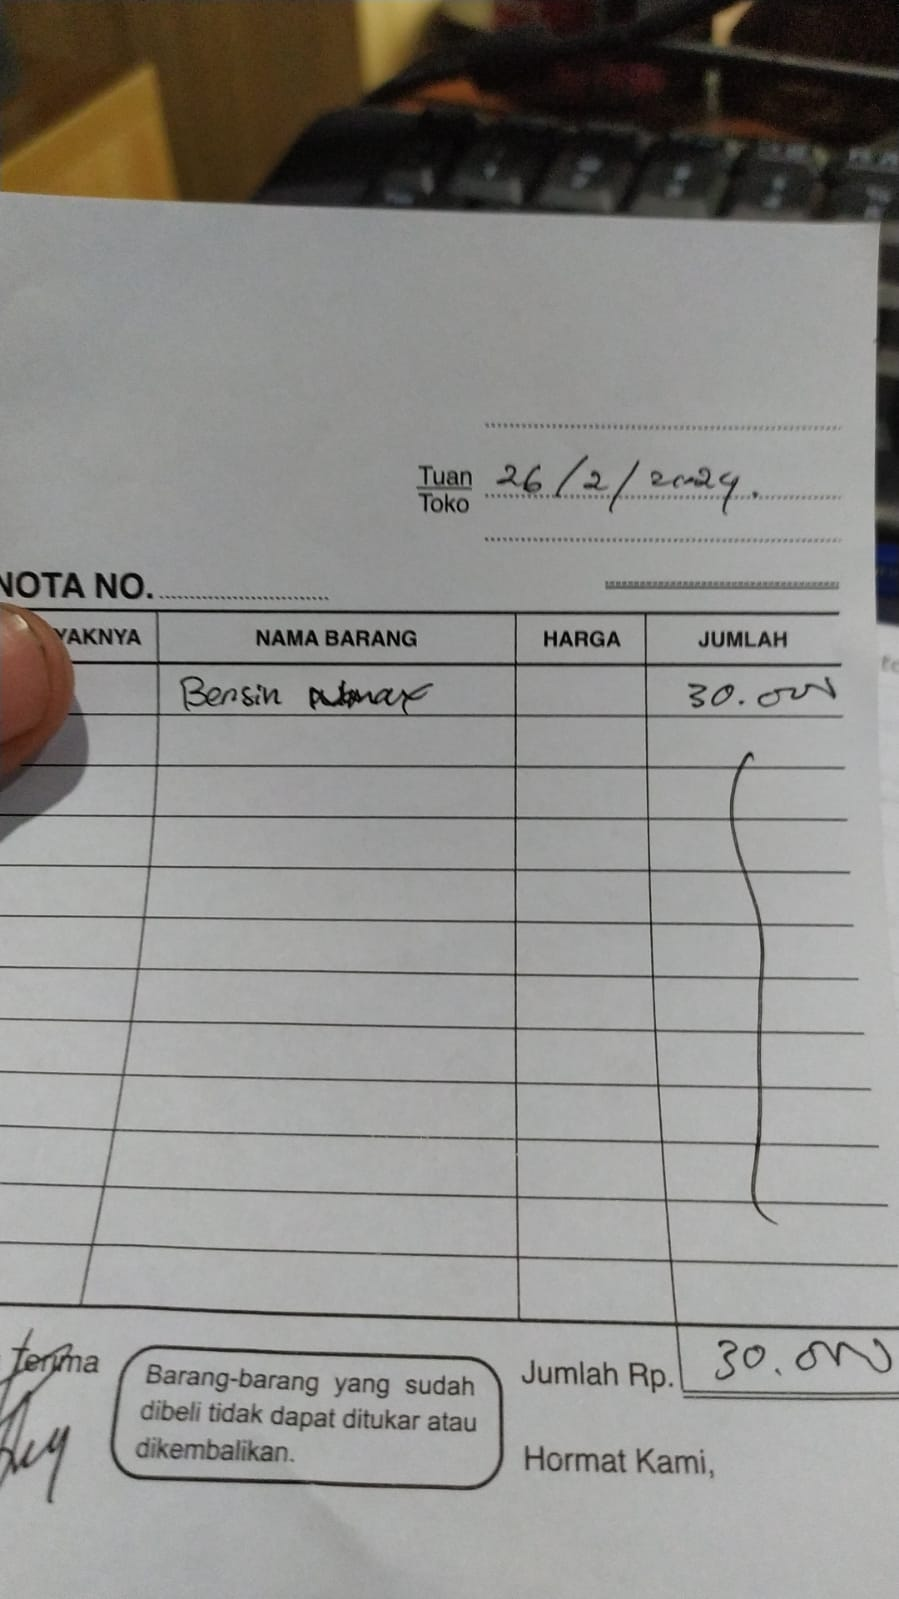 Tuan 26/2/2024.
Toko
NOTA NO.
YAKNYA NAMA BARANG HARGA JUMLAH
Bensin 30.000
terima
Barang-barang yang sudah
dibeli tidak dapat ditukar atau
dikembalikan.
Jumlah Rp. 30.000
Hormat Kami,